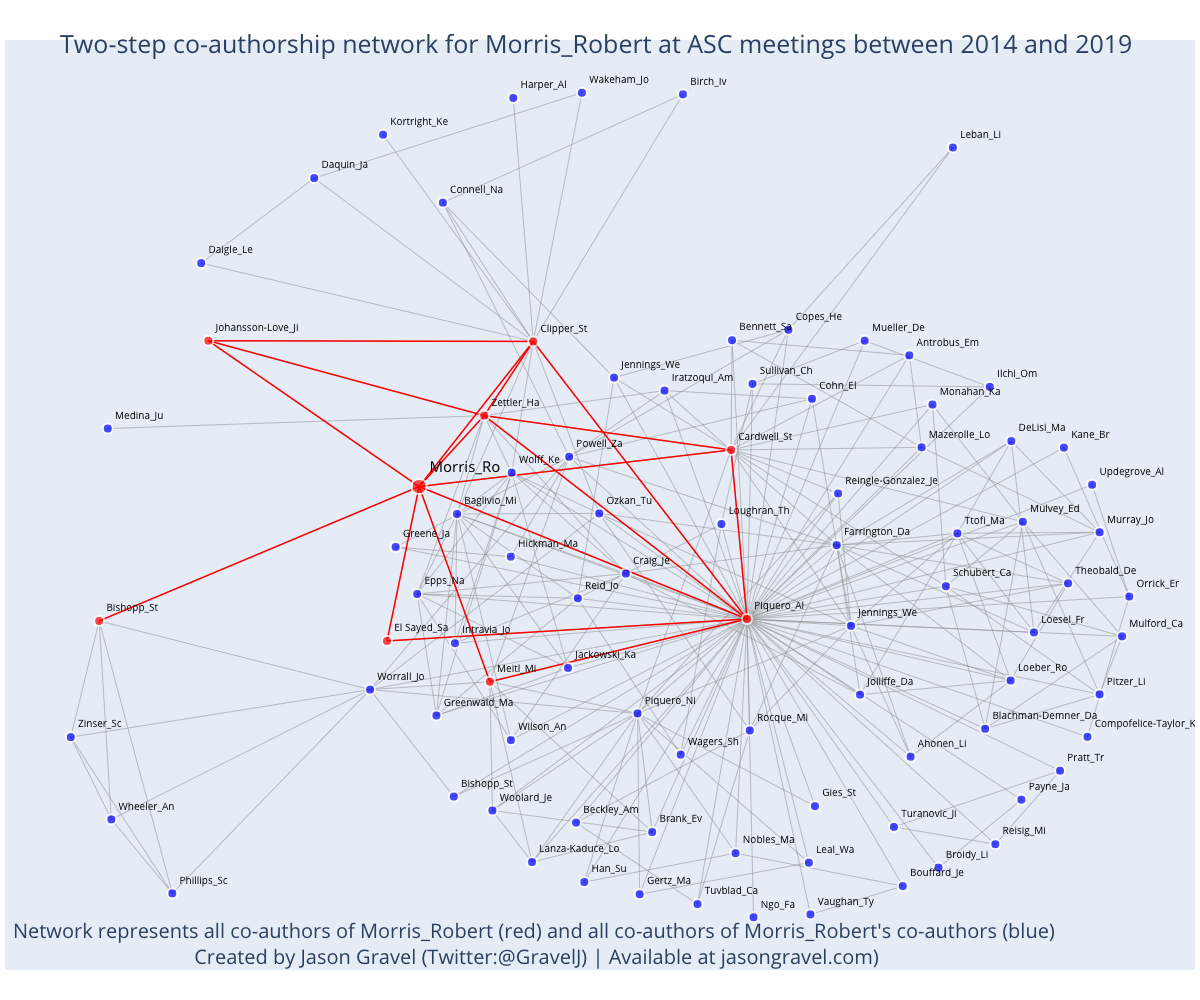 Two-step co-authorship network for Morris_Robert at ASC meetings between 2014 and 2019
Harper_Al
Wakeham_Jo
Birch_Iv
Kortright_Ke
Leban_Li
Daquin_Ja
Connell_Na
Daigle_Le
Johansson-Love_Ji
Clipper_St
Bennett_Sa
Copes_He
Mueller_De
Antrobus_Em
Jennings_We
Iratzoqui_Am
Sullivan_Ch
Cohn_El
Ilchi_Om
Monahan_Ka
Medina_Ju
Zettler_Ha
Powell_Za
Cardwell_St
Mazerolle_Lo
DeLisi_Ma
Kane_Br
Morris_Ro
Wolff_Ke
Reingle-Gonzalez_Je
Updegrove_Al
Baglivio_Mi
Ozkan_Tu
Loughran_Th
Farrington_Da
Ttofi_Ma
Mulvey_Ed
Murray_Jo
Greene_Ja
Hickman_Ma
Craig_Je
Schubert_Ca
Theobald_De
Orrick_Er
Epps_Na
Reid_Jo
Piquero_Al
Jennings_We
Loesel_Fr
Mulford_Ca
Bishopp_St
El Sayed_Sa
Intravia_Jo
Jackowski_Ka
Worrall_Jo
Meitl_Mi
Jolliffe_Da
Loeber_Ro
Pitzer_Li
Greenwald_Ma
Piquero_Ni
Rocque_Mi
Blachman-Demner_Da
Compofelice-Taylor_K
Zinser_Sc
Wilson_An
Wagers_Sh
Ahonen_Li
Pratt_Tr
Bishopp_St
Woolard_Je
Payne_Ja
Wheeler_An
Beckley_Am
Brank_Ev
Gies_St
Turanovic_Ji
Reisig_Mi
Lanza-Kaduce_Lo
Nobles_Ma
Leal_Wa
Broidy_Li
Phillips_Sc
Han_Su
Gertz_Ma
Tuvblad_Ca
Bouffard_Je
Ngo_Fa
Vaughan_Ty
Network represents all co-authors of Morris_Robert (red) and all co-authors of Morris_Robert's co-authors (blue)
Created by Jason Gravel (Twitter:@GravelJ) | Available at jasongravel.com)